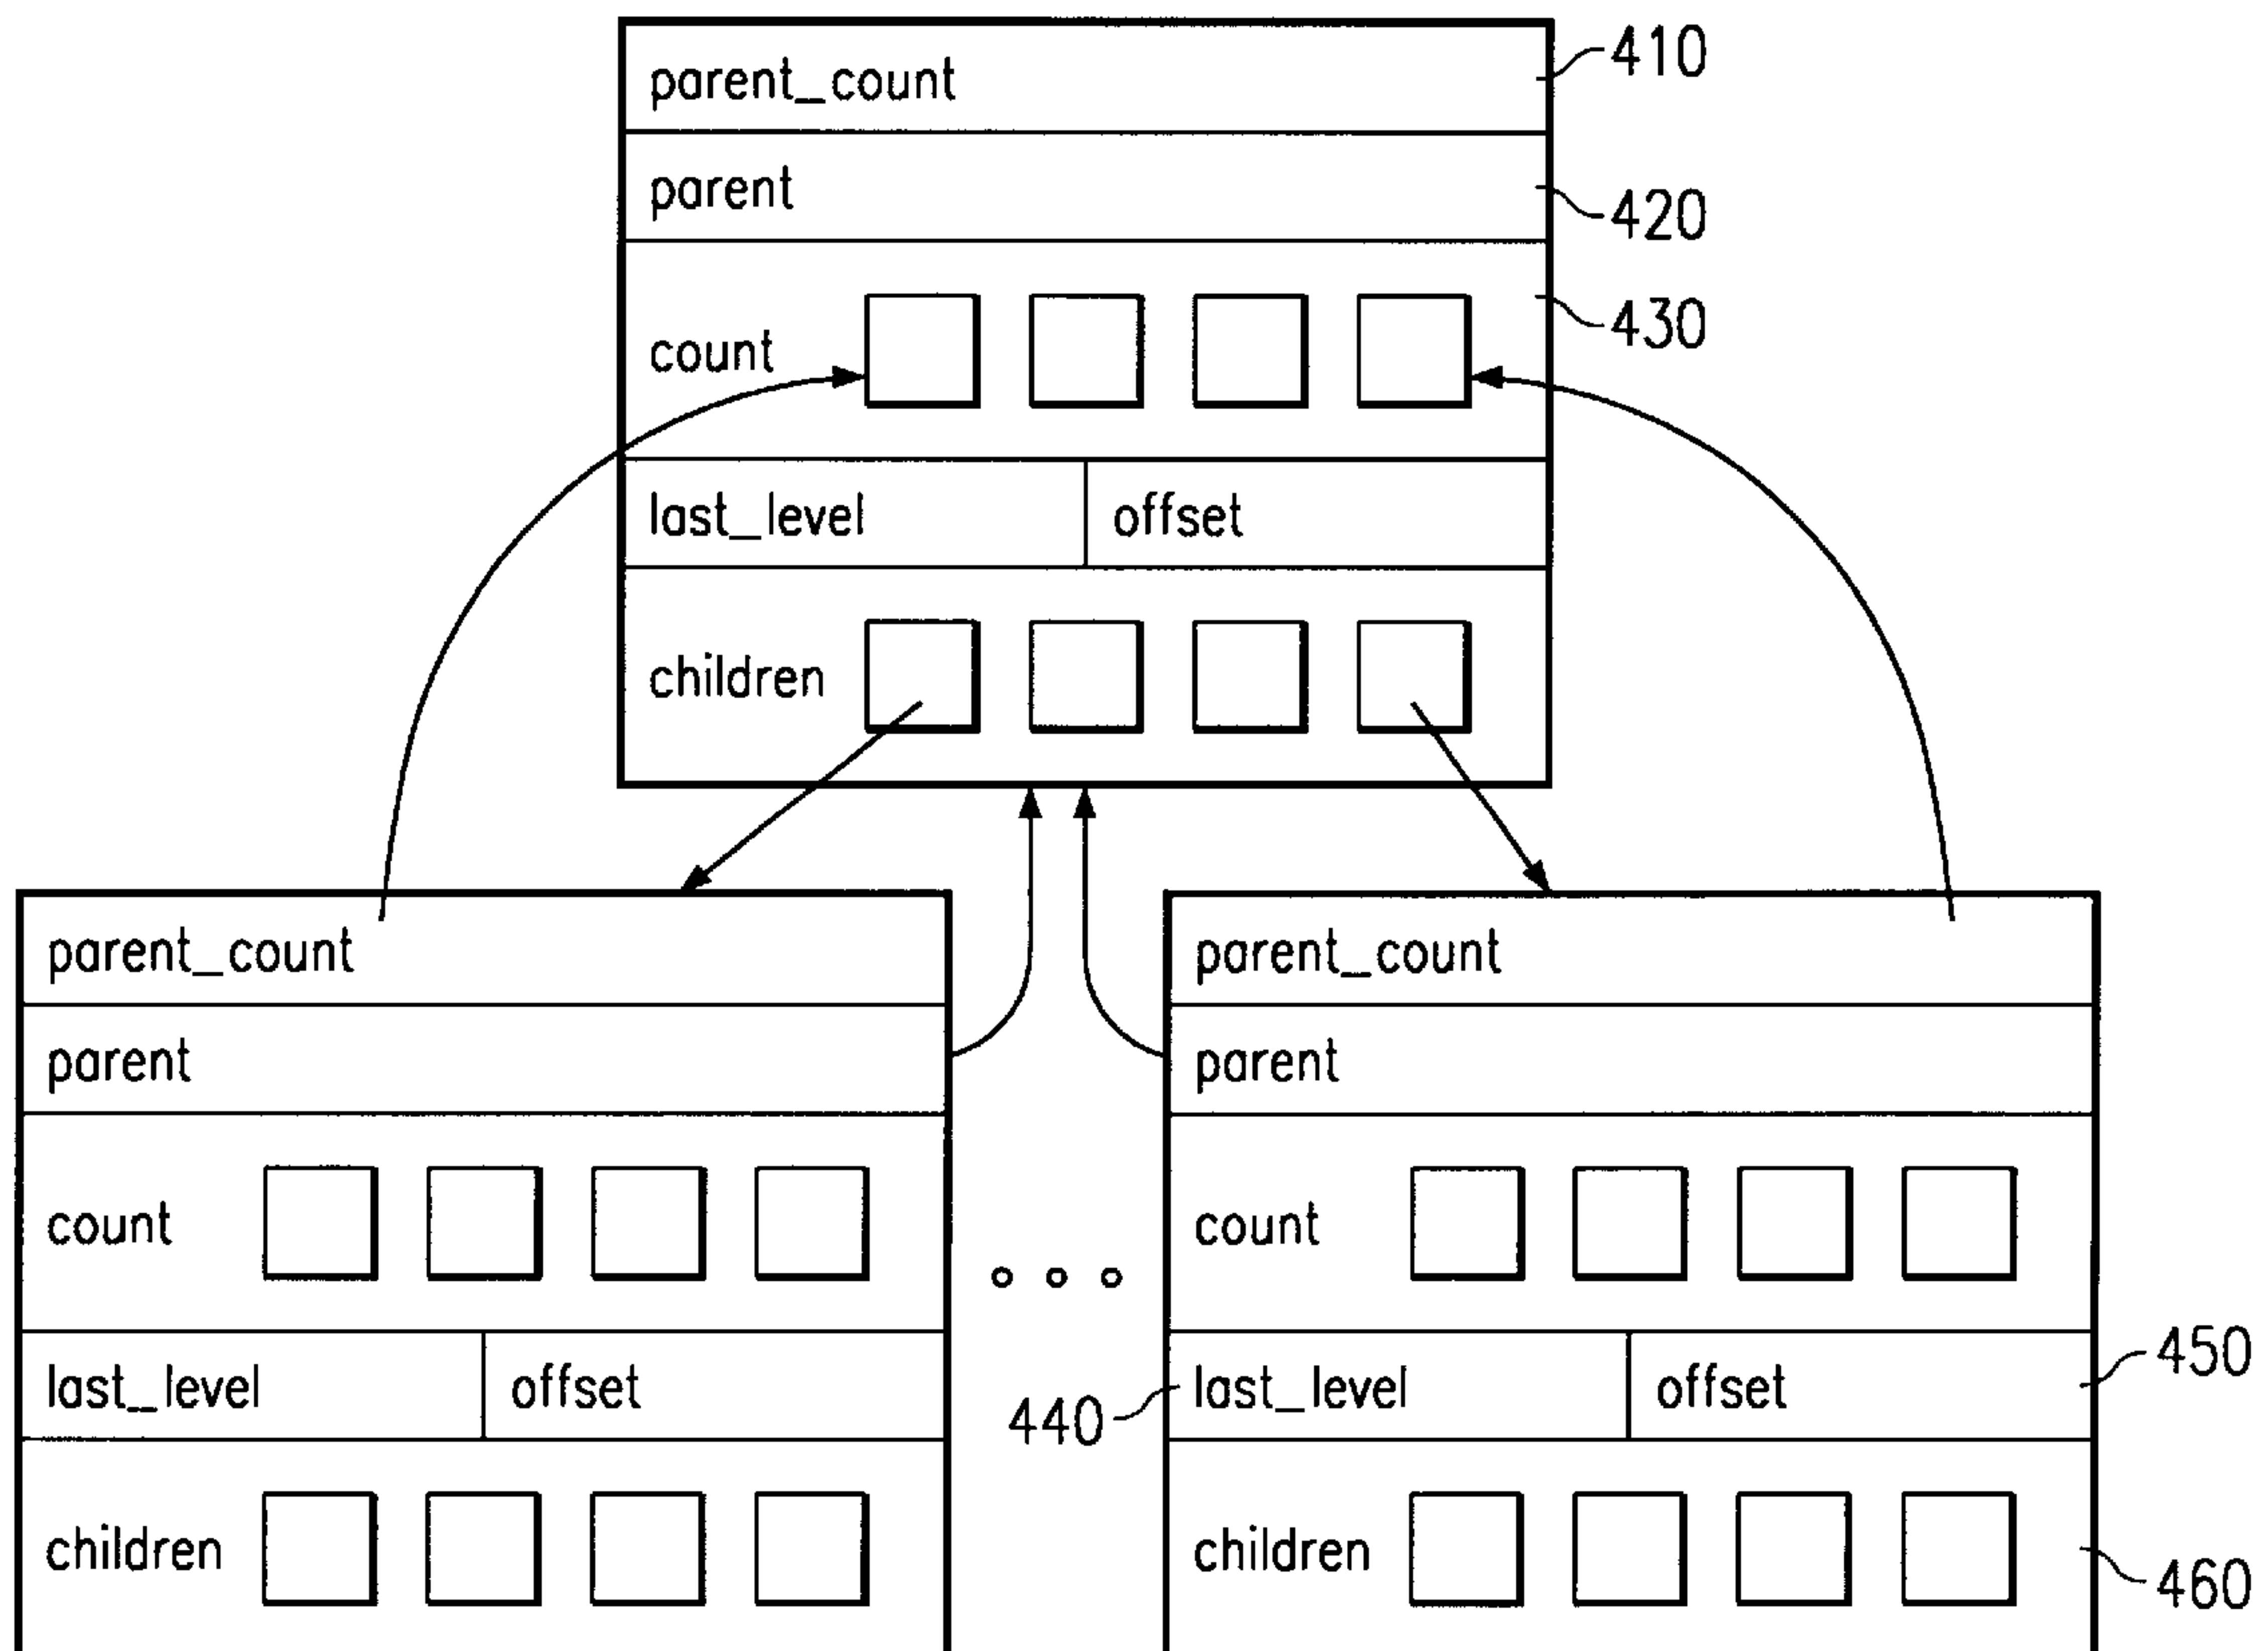 parent_count 410
parent 420
count 430
last_level offset
children
parent_count
parent
count
last_level offset
children
parent_count
parent
count
440 last_level offset 450
children 460